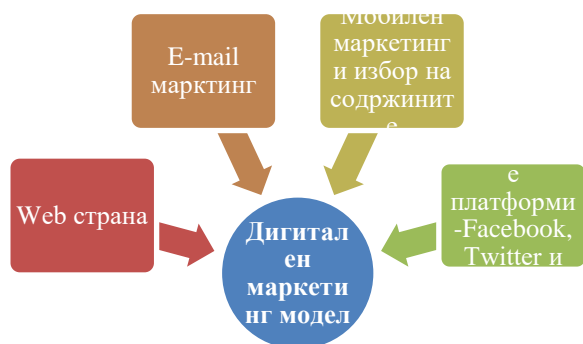 E-mail
марктинг
Мобилен
маркетинг
и избор на
содржинит
е
Web страна
Дигитал
ен
маркети
нг модел
е
платформи
-Facebook,
Twitter и